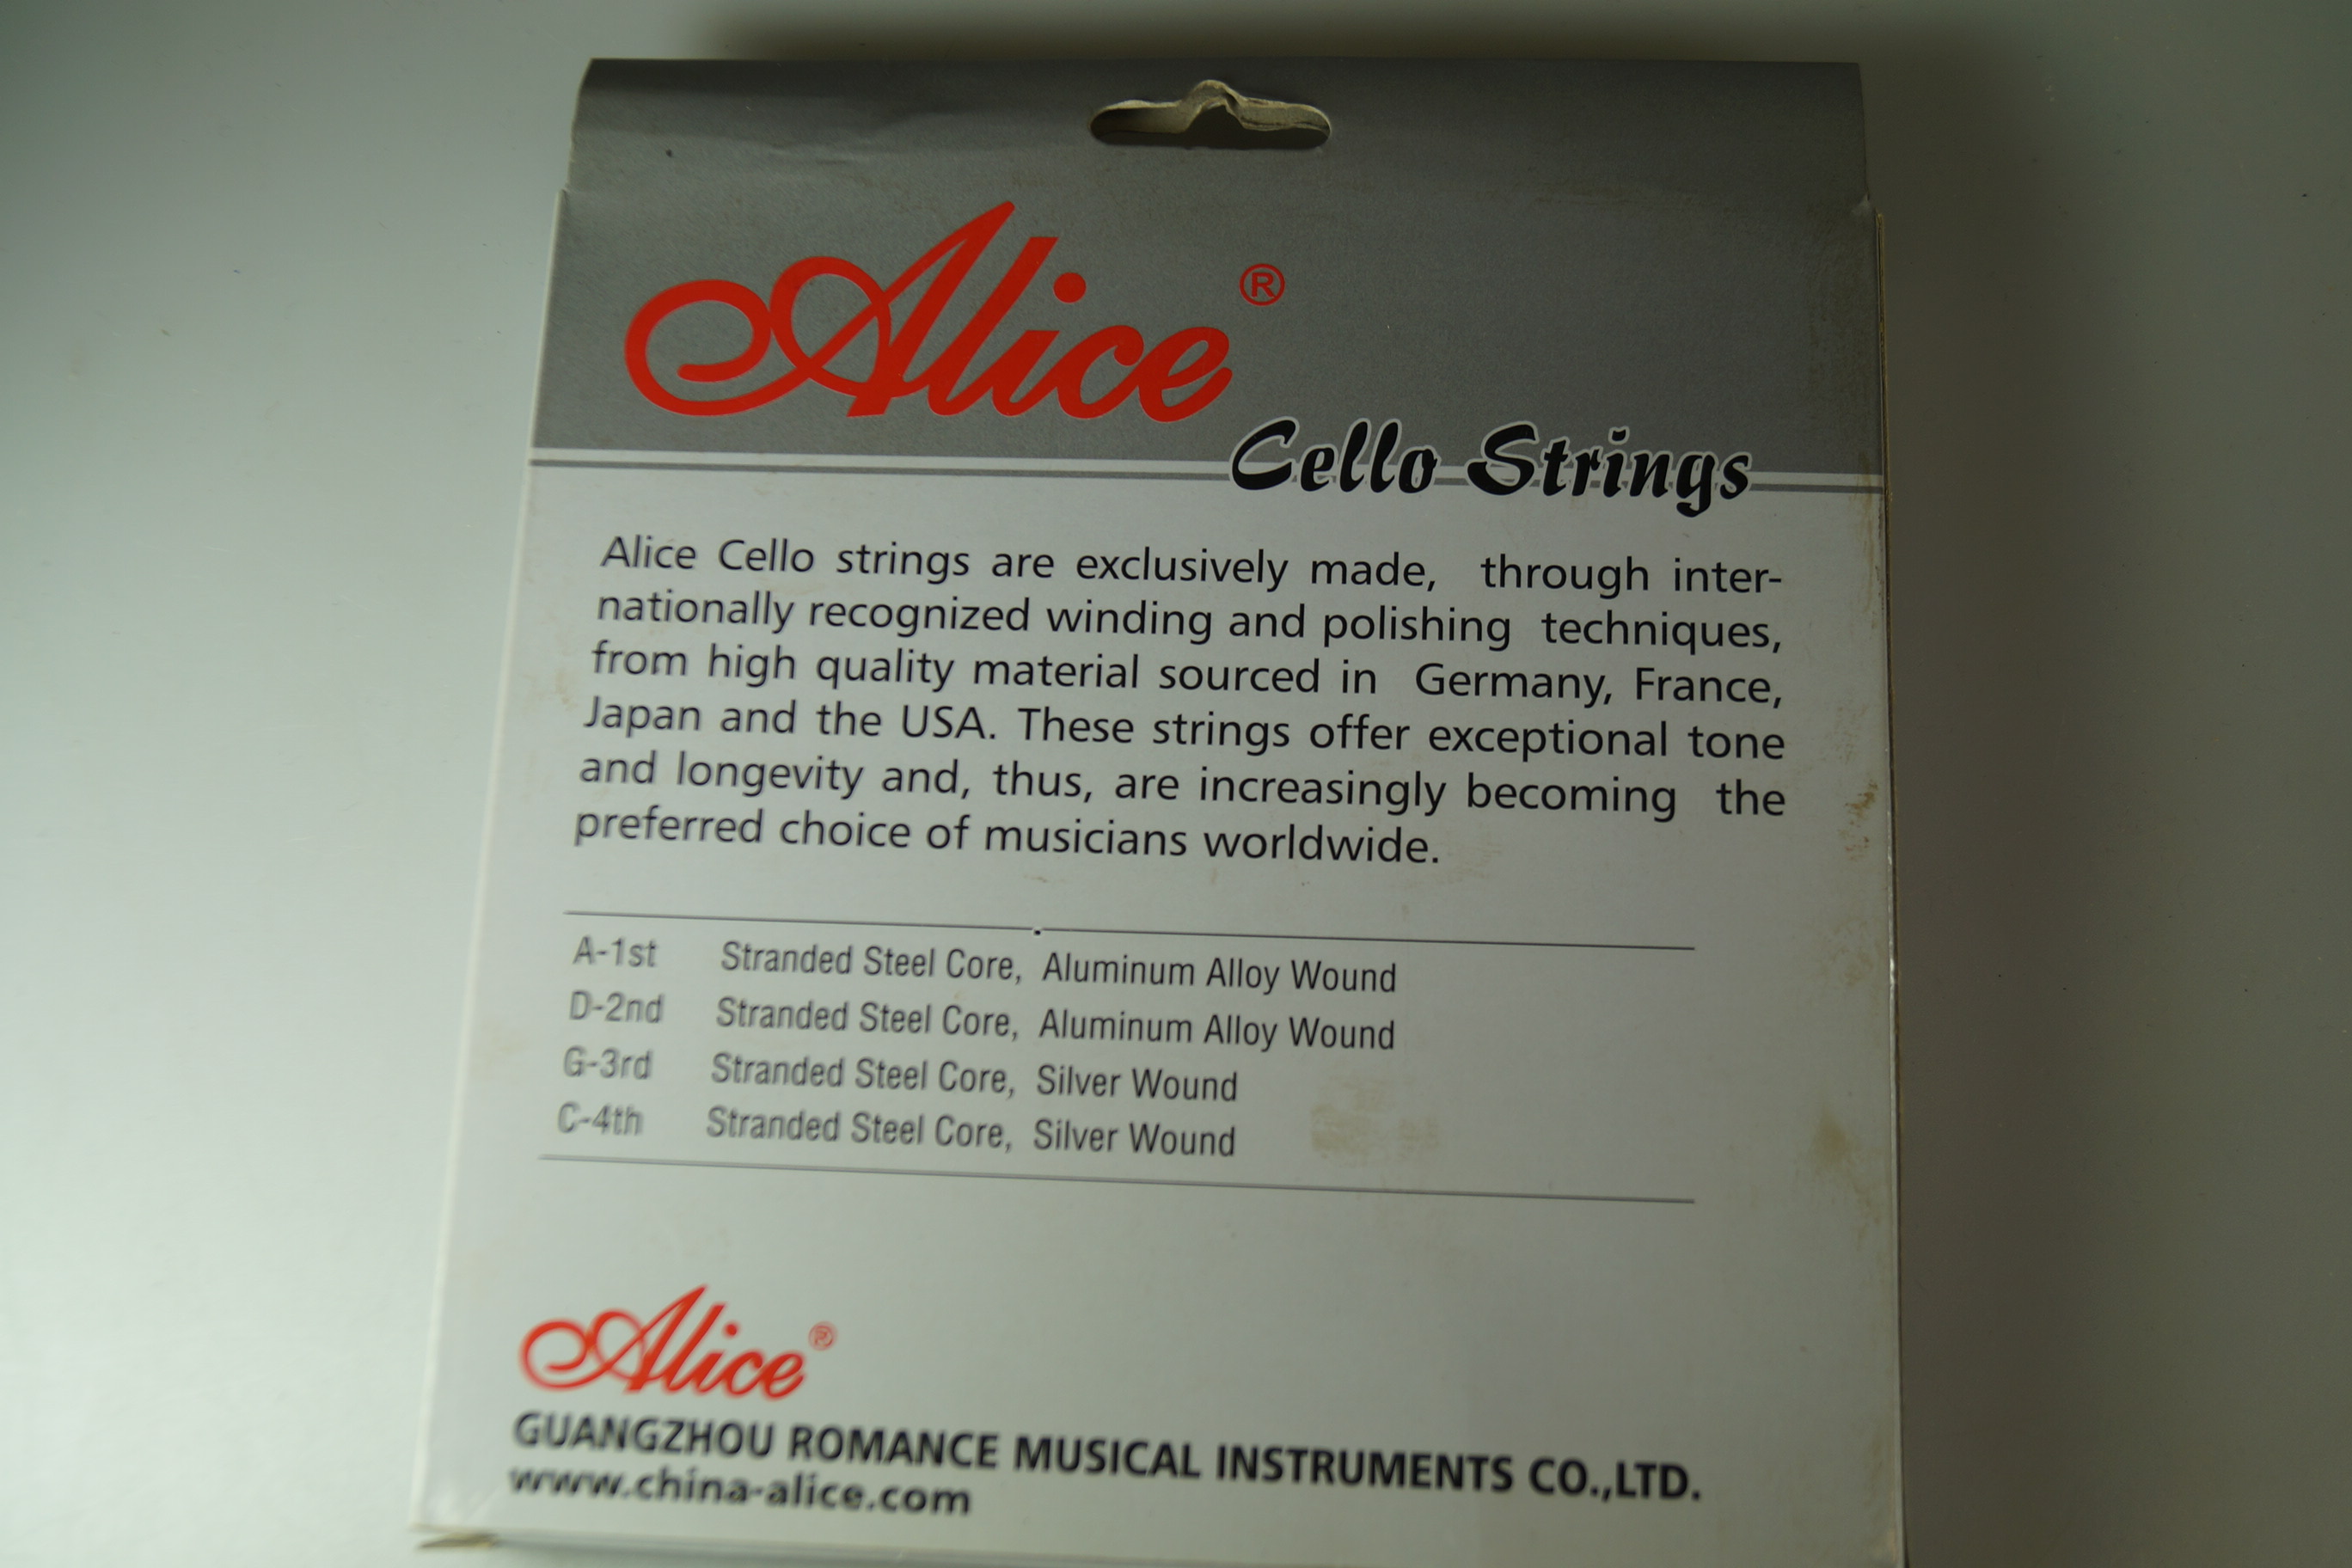 Alice®
Cello Strings
Alice Cello strings are exclusively made, through inter-
nationally recognized winding and polishing techniques,
from high quality material sourced in Germany, France,
Japan and the USA. These strings offer exceptional tone
and longevity and, thus, are increasingly becoming the
preferred choice of musicians worldwide.
A-1st Stranded Steel Core, Aluminum Alloy Wound
D-2nd Stranded Steel Core, Aluminum Alloy Wound
G-3rd Stranded Steel Core, Silver Wound
C-4th Stranded Steel Core, Silver Wound
Alice®
GUANGZHOU ROMANCE MUSICAL INSTRUMENTS CO.,LTD.
www.china-alice.com